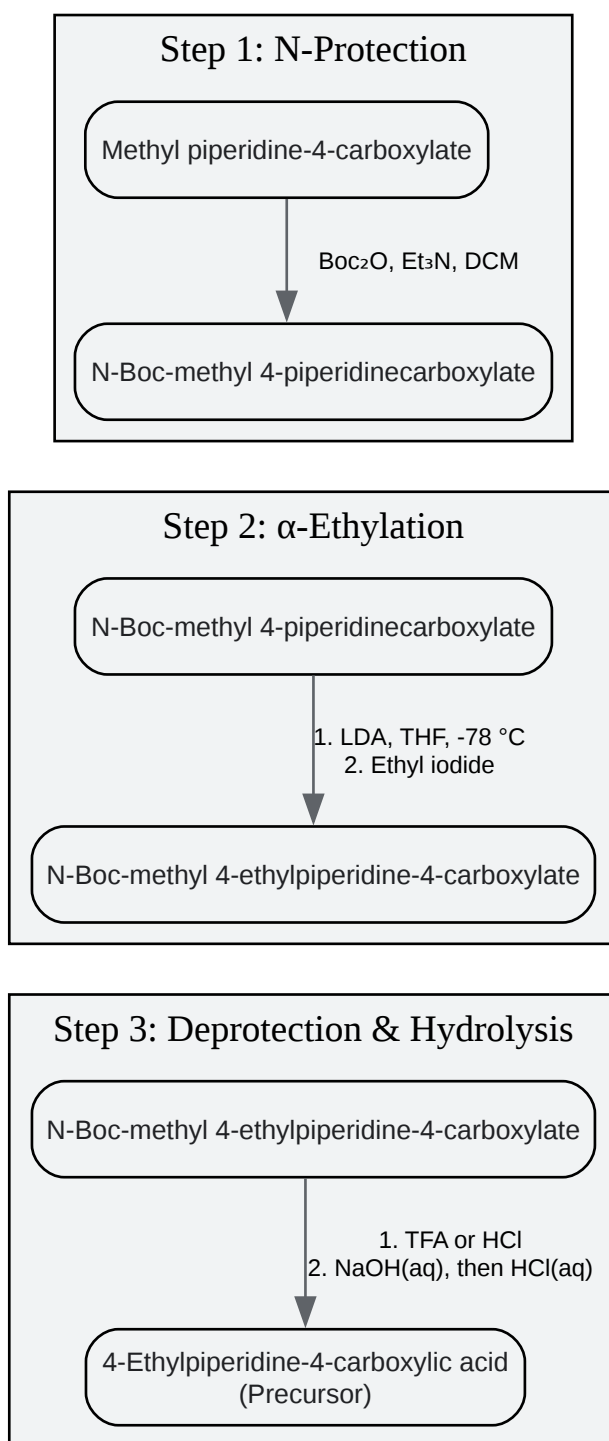 Step 1: N-Protection
Methyl piperidine-4-carboxylate
Boc₂O, Et₃N, DCM
N-Boc-methyl 4-piperidinecarboxylate
Step 2: α-Ethylation
N-Boc-methyl 4-piperidinecarboxylate
1. LDA, THF, -78 °C
2. Ethyl iodide
N-Boc-methyl 4-ethylpiperidine-4-carboxylate
Step 3: Deprotection & Hydrolysis
N-Boc-methyl 4-ethylpiperidine-4-carboxylate
1. TFA or HCl
2. NaOH(aq), then HCl(aq)
4-Ethylpiperidine-4-carboxylic acid
(Precursor)